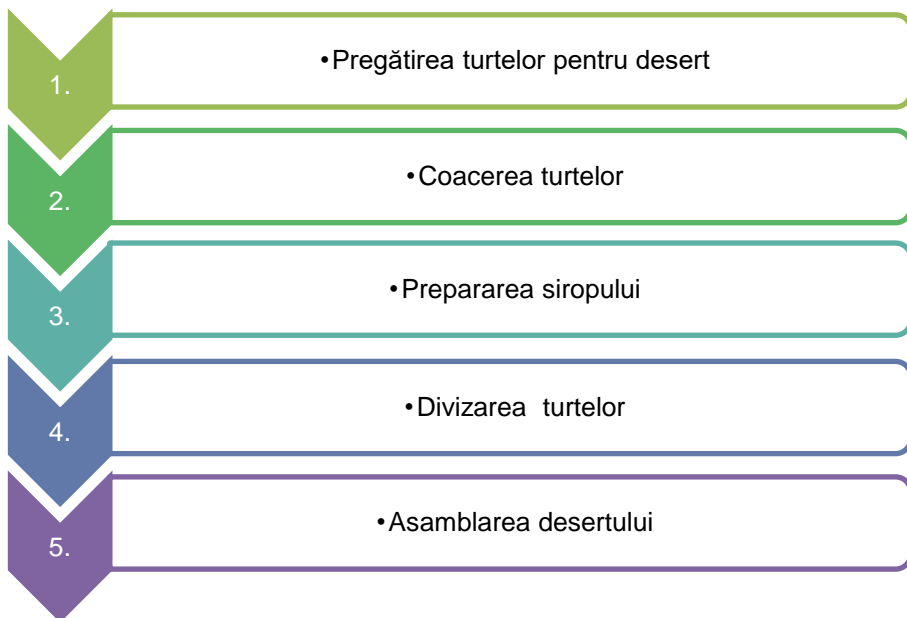 1.
•Pregătirea turtelor pentru desert
2.
•Coacerea turtelor
3.
•Prepararea siropului
4.
•Divizarea  turtelor
5.
•Asamblarea desertului